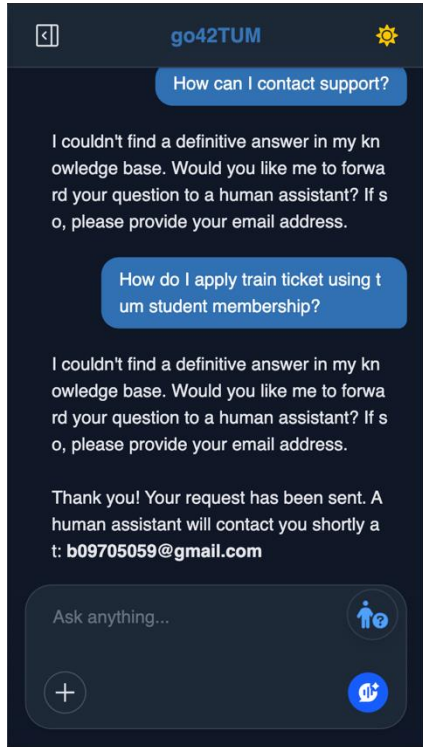 go42TUM
How can I contact support?
I couldn't find a definitive answer in my kn
owledge base. Would you like me to forwa
rd your question to a human assistant? If s
o, please provide your email address.
How do I apply train ticket using t
um student membership?
I couldn't find a definitive answer in my kn
owledge base. Would you like me to forwa
rd your question to a human assistant? If s
o, please provide your email address.
Thank you! Your request has been sent. A
human assistant will contact you shortly a
t: b09705059@gmail.com
Ask anything...